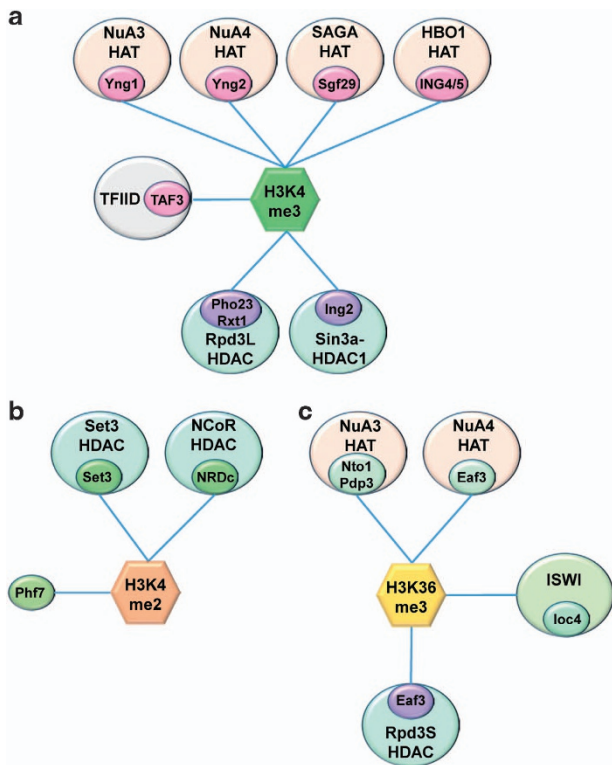 a
NuA3
HAT
Yng1
NuA4
HAT
Yng2
SAGA
HAT
Sgf29
HBO1
HAT
ING4/5
TFIID
TAF3
H3K4
me3
Pho23
Rxt1
Rpd3L
HDAC
Ing2
Sin3a-
HDAC1
b
Set3
HDAC
Set3
NCoR
HDAC
NRDc
Phf7
H3K4
me2
c
NuA3
HAT
Nto1
Pdp3
NuA4
HAT
Eaf3
H3K36
me3
ISWI
Ioc4
Eaf3
Rpd3S
HDAC